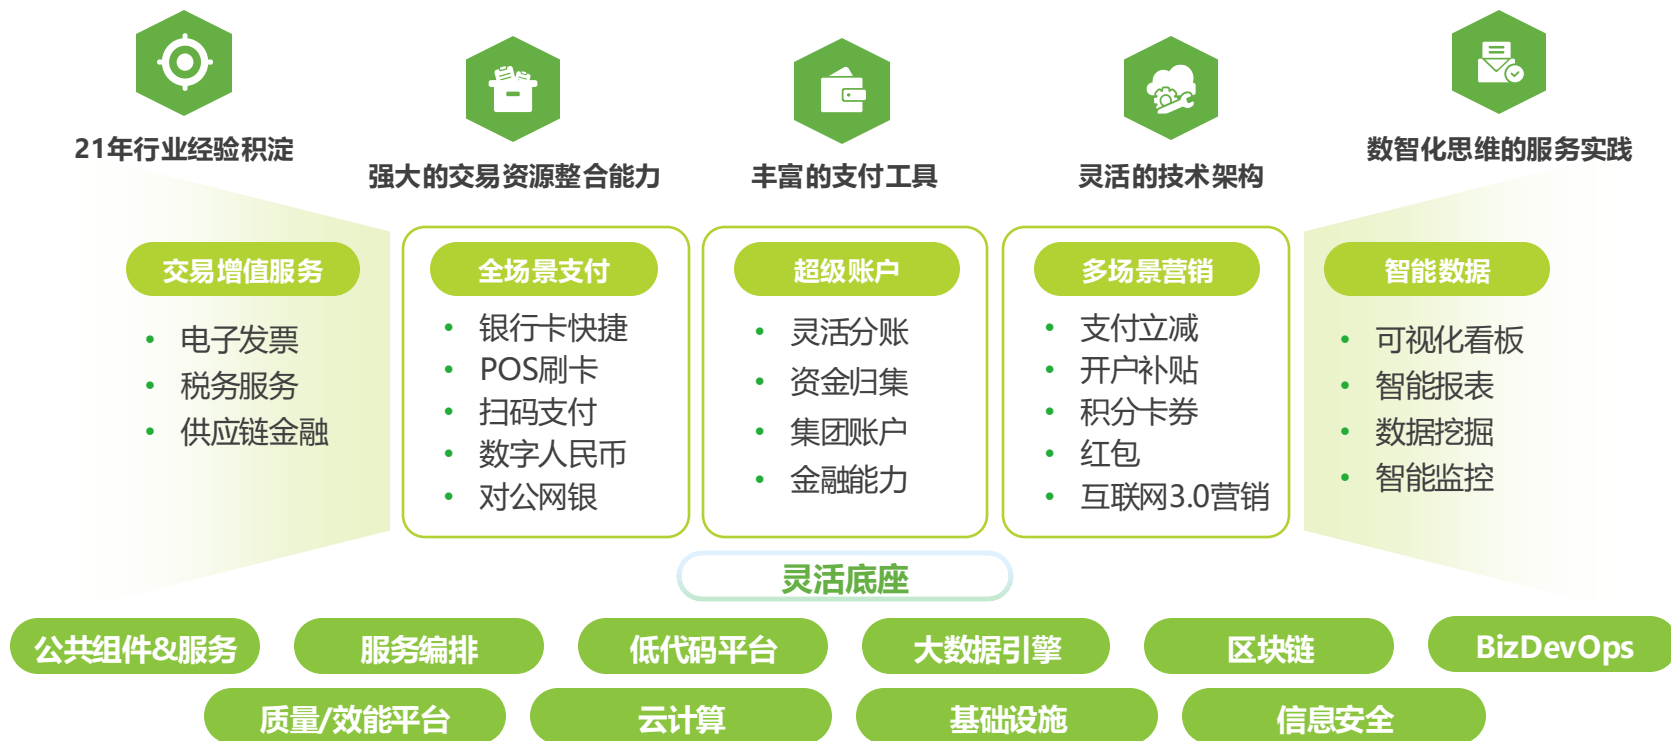 21年行业经验积淀
强大的交易资源整合能力
丰富的支付工具
灵活的技术架构
数智化思维的服务实践
交易增值服务
• 电子发票
• 税务服务
• 供应链金融
全场景支付
• 银行卡快捷
• POS刷卡
• 扫码支付
• 数字人民币
• 对公网银
超级账户
• 灵活分账
• 资金归集
• 集团账户
• 金融能力
多场景营销
• 支付立减
• 开户补贴
• 积分卡券
• 红包
• 互联网3.0营销
智能数据
• 可视化看板
• 智能报表
• 数据挖掘
• 智能监控
灵活底座
公共组件&服务
服务编排
低代码平台
大数据引擎
区块链
BizDevOps
质量/效能平台
云计算
基础设施
信息安全